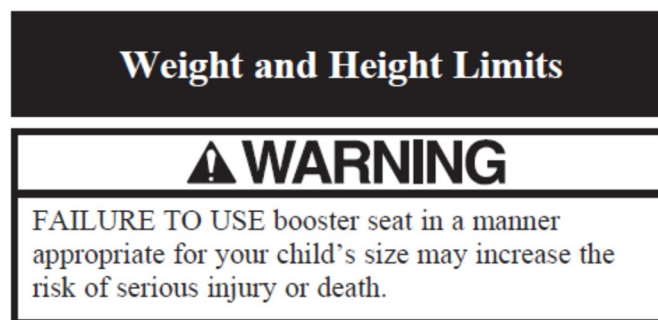 Weight and Height Limits
WARNING
FAILURE TO USE booster seat in a manner
appropriate for your child's size may increase the
risk of serious injury or death.